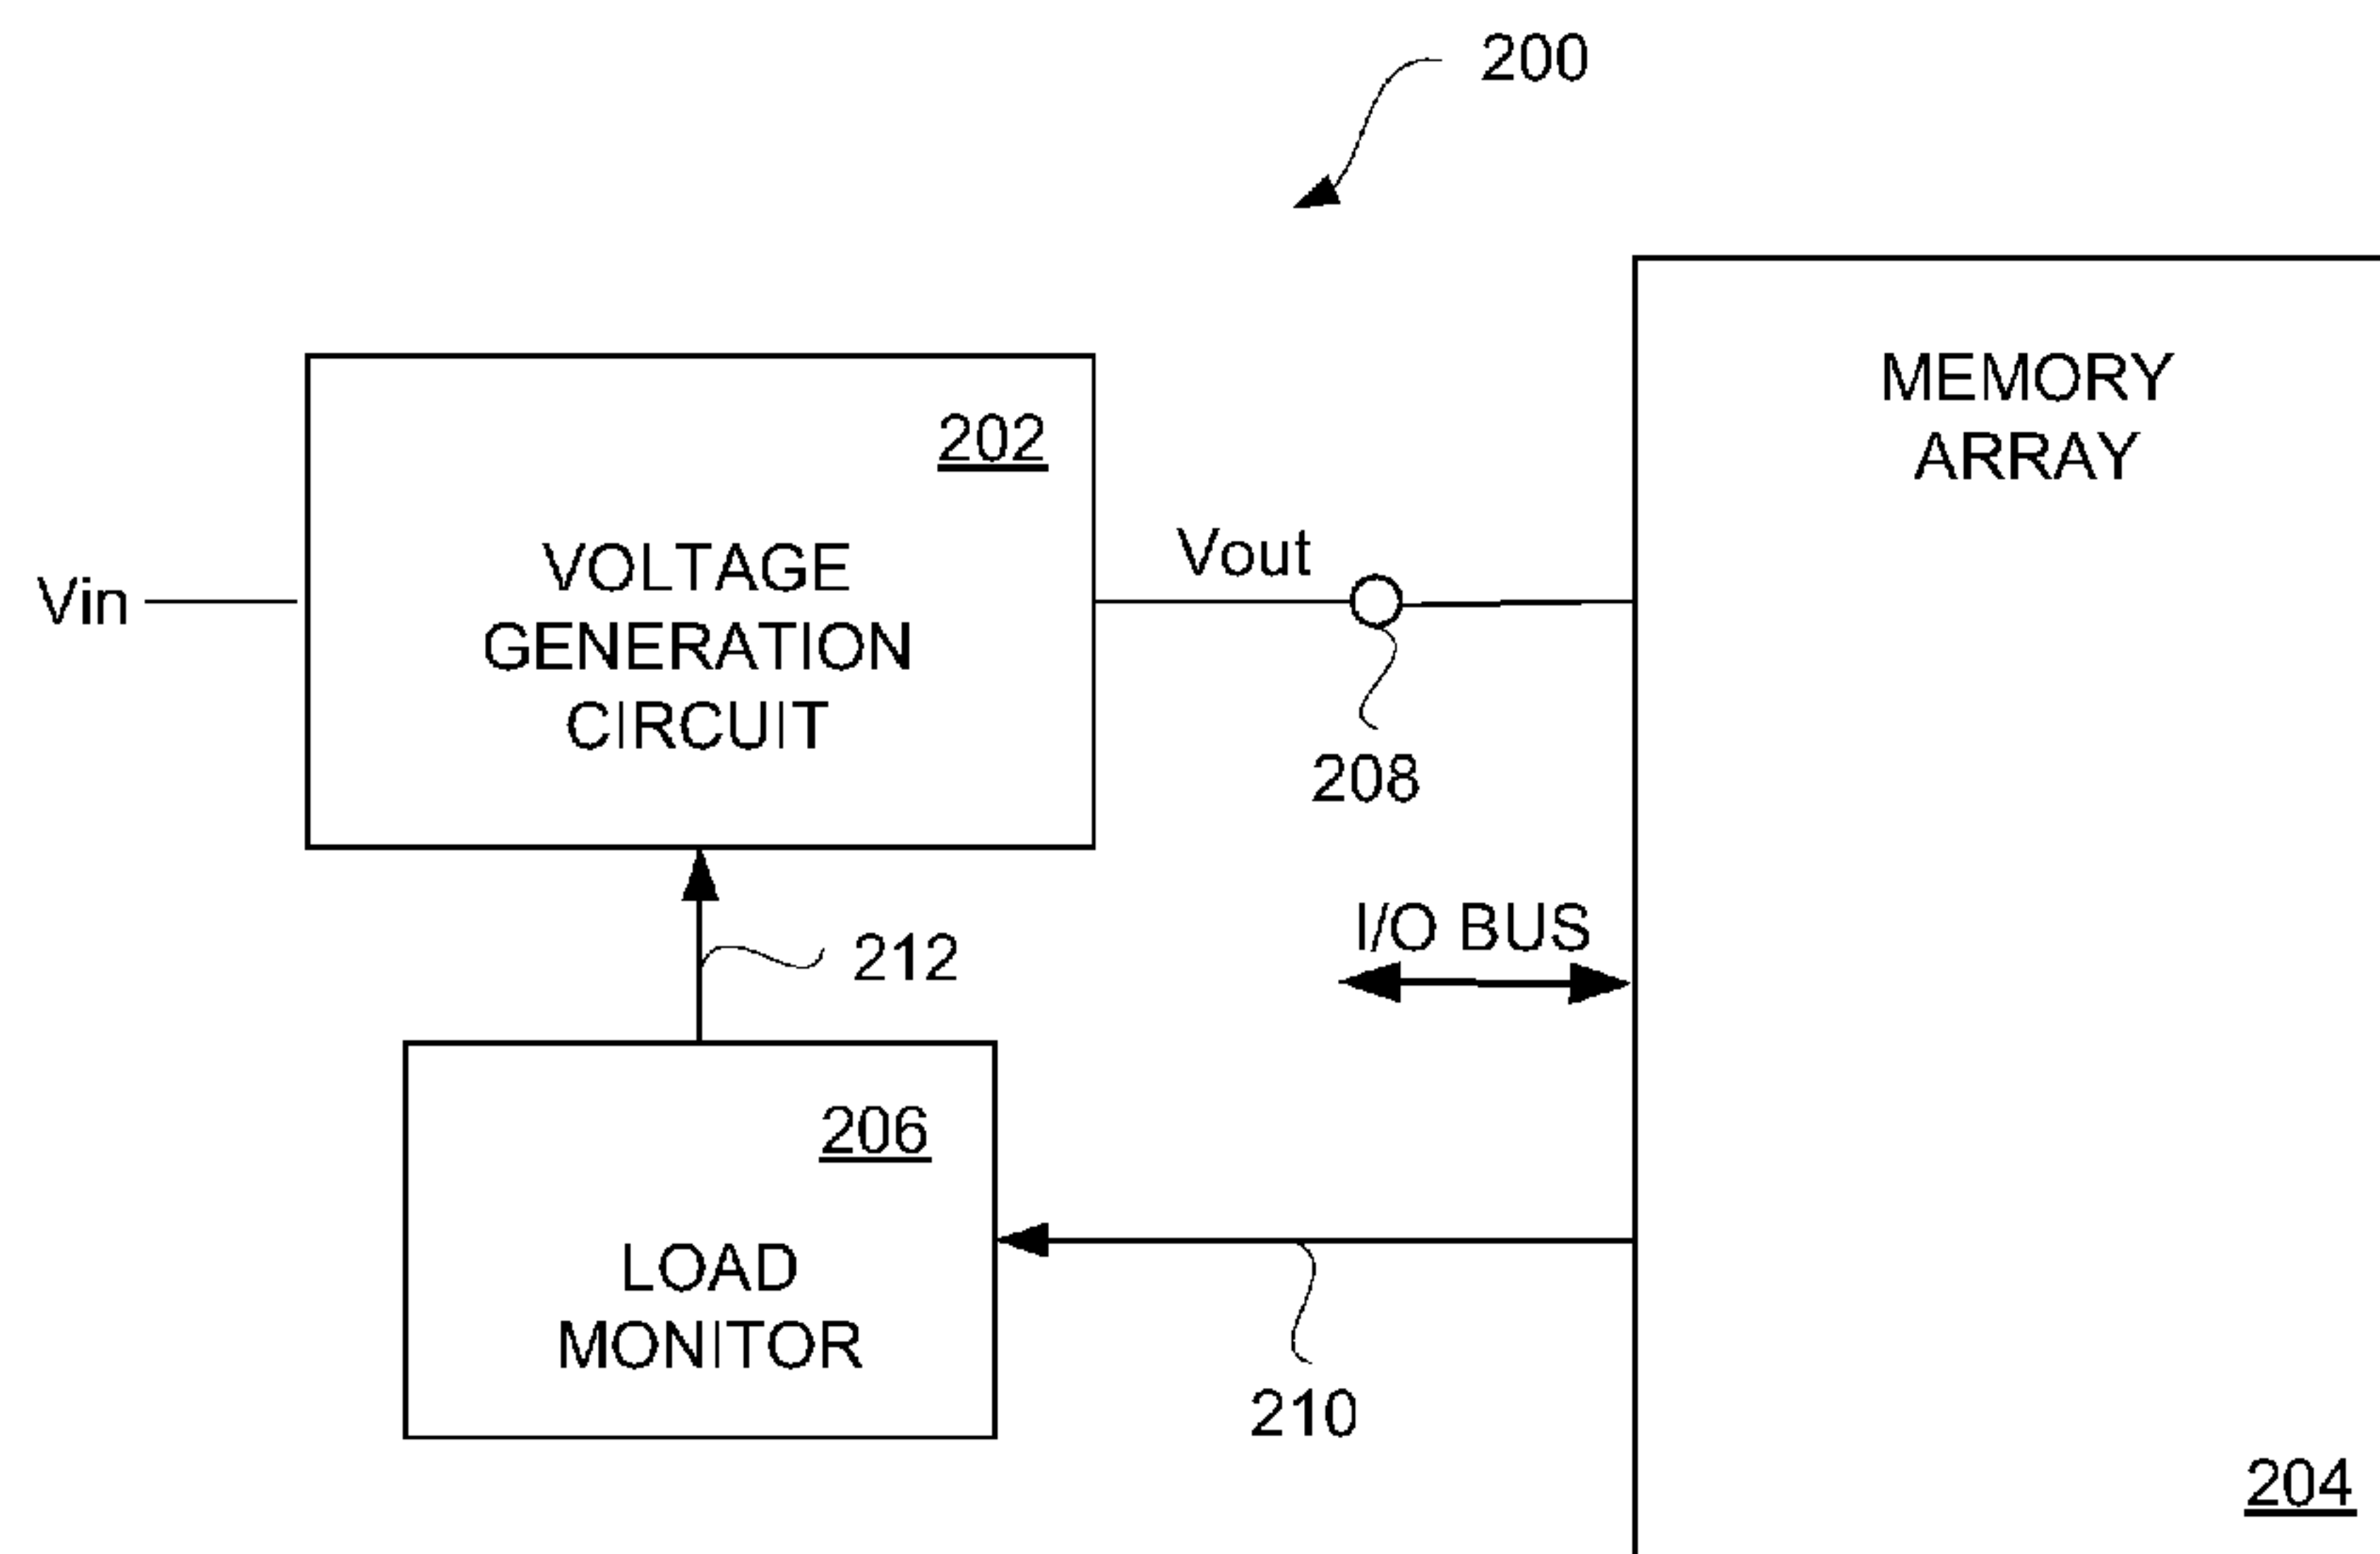 200
MEMORY
ARRAY
202
VOLTAGE
GENERATION
CIRCUIT
Vin
Vout
208
I/O BUS
212
206
LOAD
MONITOR
210
204